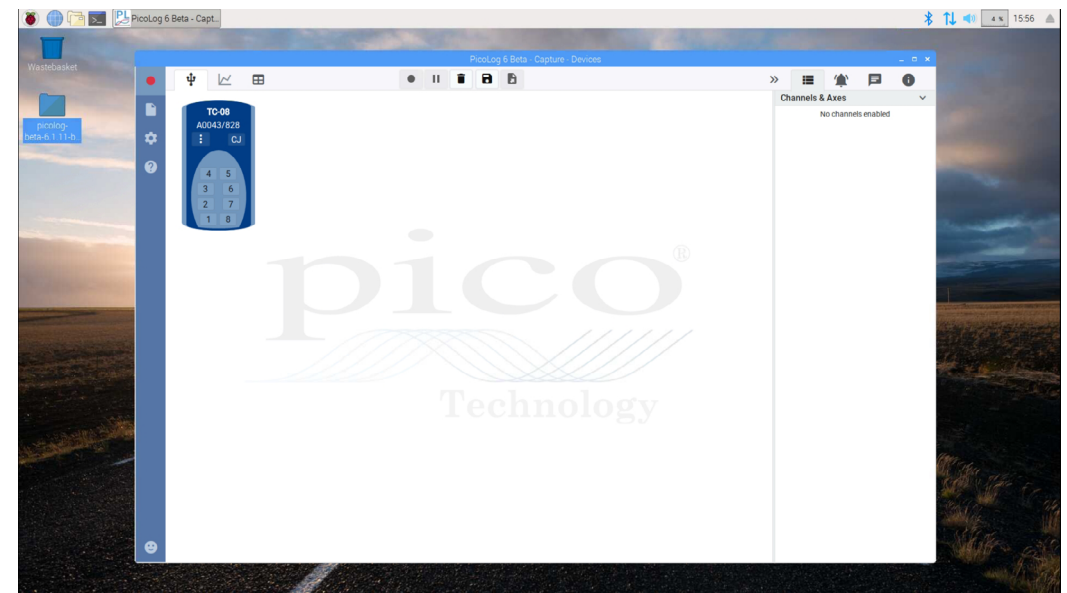 PicoLog 6 Beta - Capt...
4 %
15:56
Wastebasket
picolog-
beta-6.1.11-b...
PicoLog 6 Beta - Capture - Devices
TC-08
A0043/828
CJ
4 5
3 6
2 7
1 8
Channels & Axes
No channels enabled
pico®
Technology